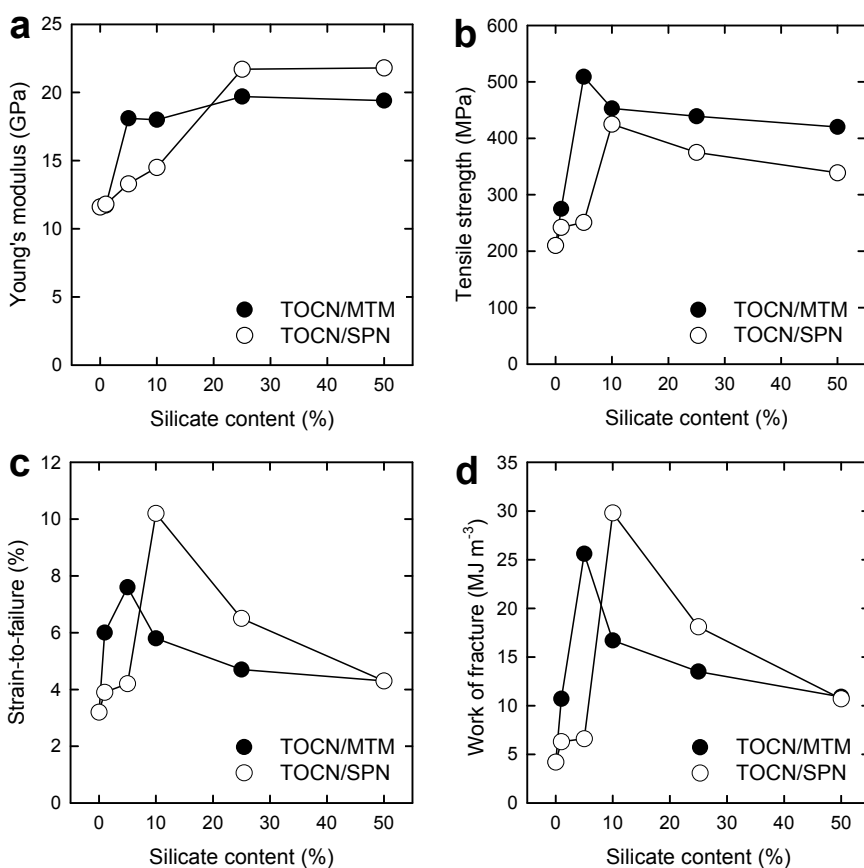 a
Young's modulus (GPa)
25
20
15
10
5
0
0 10 20 30 40 50
Silicate content (%)
TOCN/MTM
TOCN/SPN
b
Tensile strength (MPa)
600
500
400
300
200
100
0
0 10 20 30 40 50
Silicate content (%)
TOCN/MTM
TOCN/SPN
c
Strain-to-failure (%)
12
10
8
6
4
2
0
0 10 20 30 40 50
Silicate content (%)
TOCN/MTM
TOCN/SPN
d
Work of fracture (MJ m⁻³)
35
30
25
20
15
10
5
0
0 10 20 30 40 50
Silicate content (%)
TOCN/MTM
TOCN/SPN